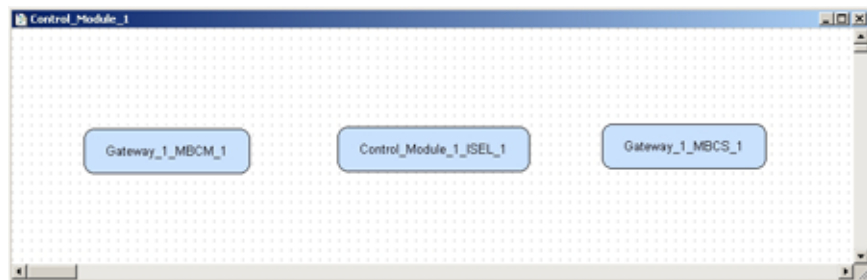 Control_Module_1
Gateway_1_MBCM_1
Control_Module_1_ISEL_1
Gateway_1_MBCS_1